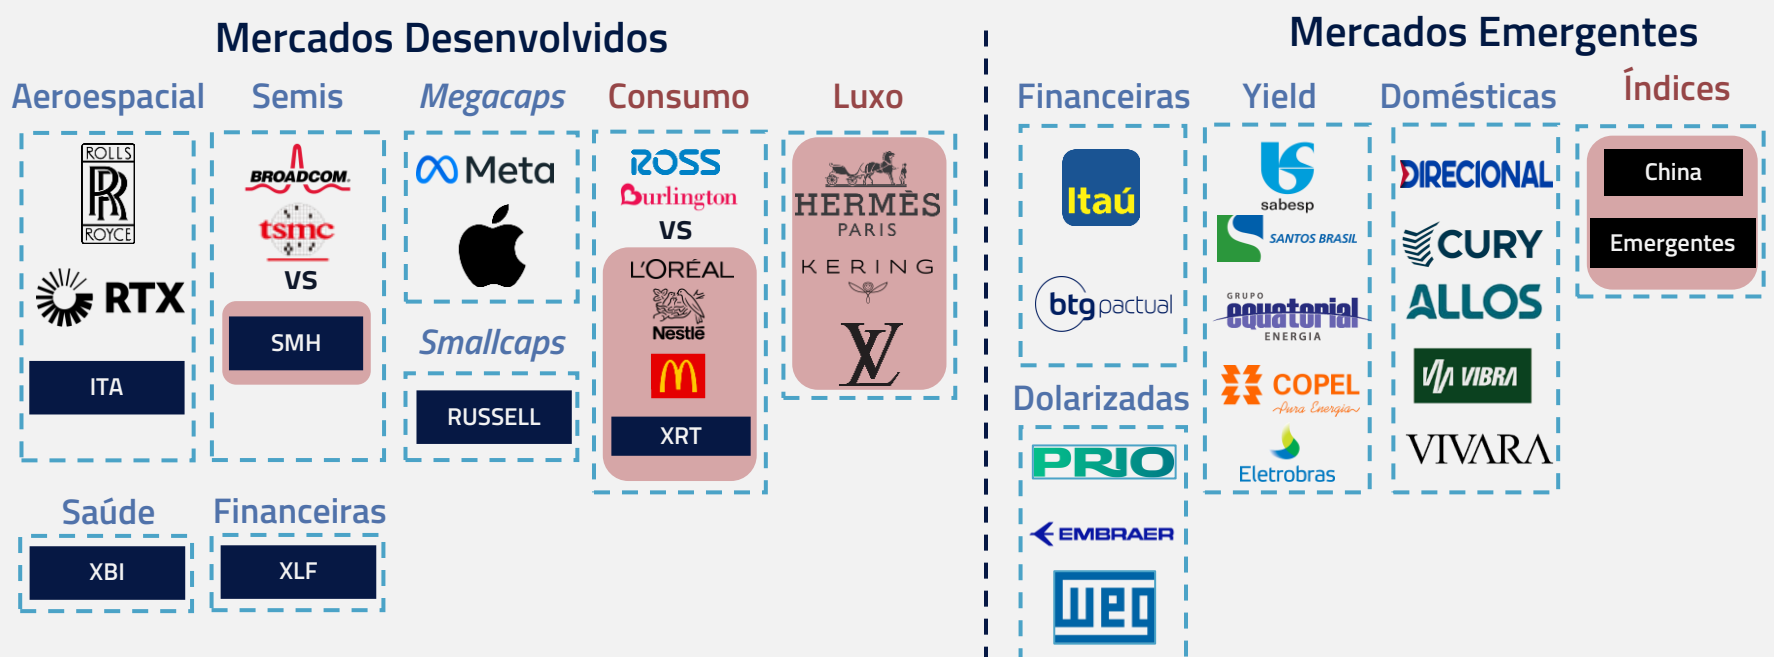 Mercados Desenvolvidos
Aeroespacial
ROLLS
RR
ROYCE
RTX
ITA
Semis
BROADCOM.
tsmc
VS
SMH
Megacaps
Meta
Smallcaps
RUSSELL
Consumo
ROSS
Burlington
VS
L'ORÉAL
Nestlé
XRT
Luxo
HERMÈS
PARIS
KERING
LV
Saúde
XBI
Financeiras
XLF
Mercados Emergentes
Financeiras
Itaú
btgpactual
Dolarizadas
PRIO
EMBRAER
weg
Yield
sabesp
SANTOS BRASIL
GRUPO
equatorial
ENERGIA
COPEL
Pura Energia
Eletrobras
Domésticas
DIRECIONAL
CURY
ALLOS
VIBRA
VIVARA
Índices
China
Emergentes